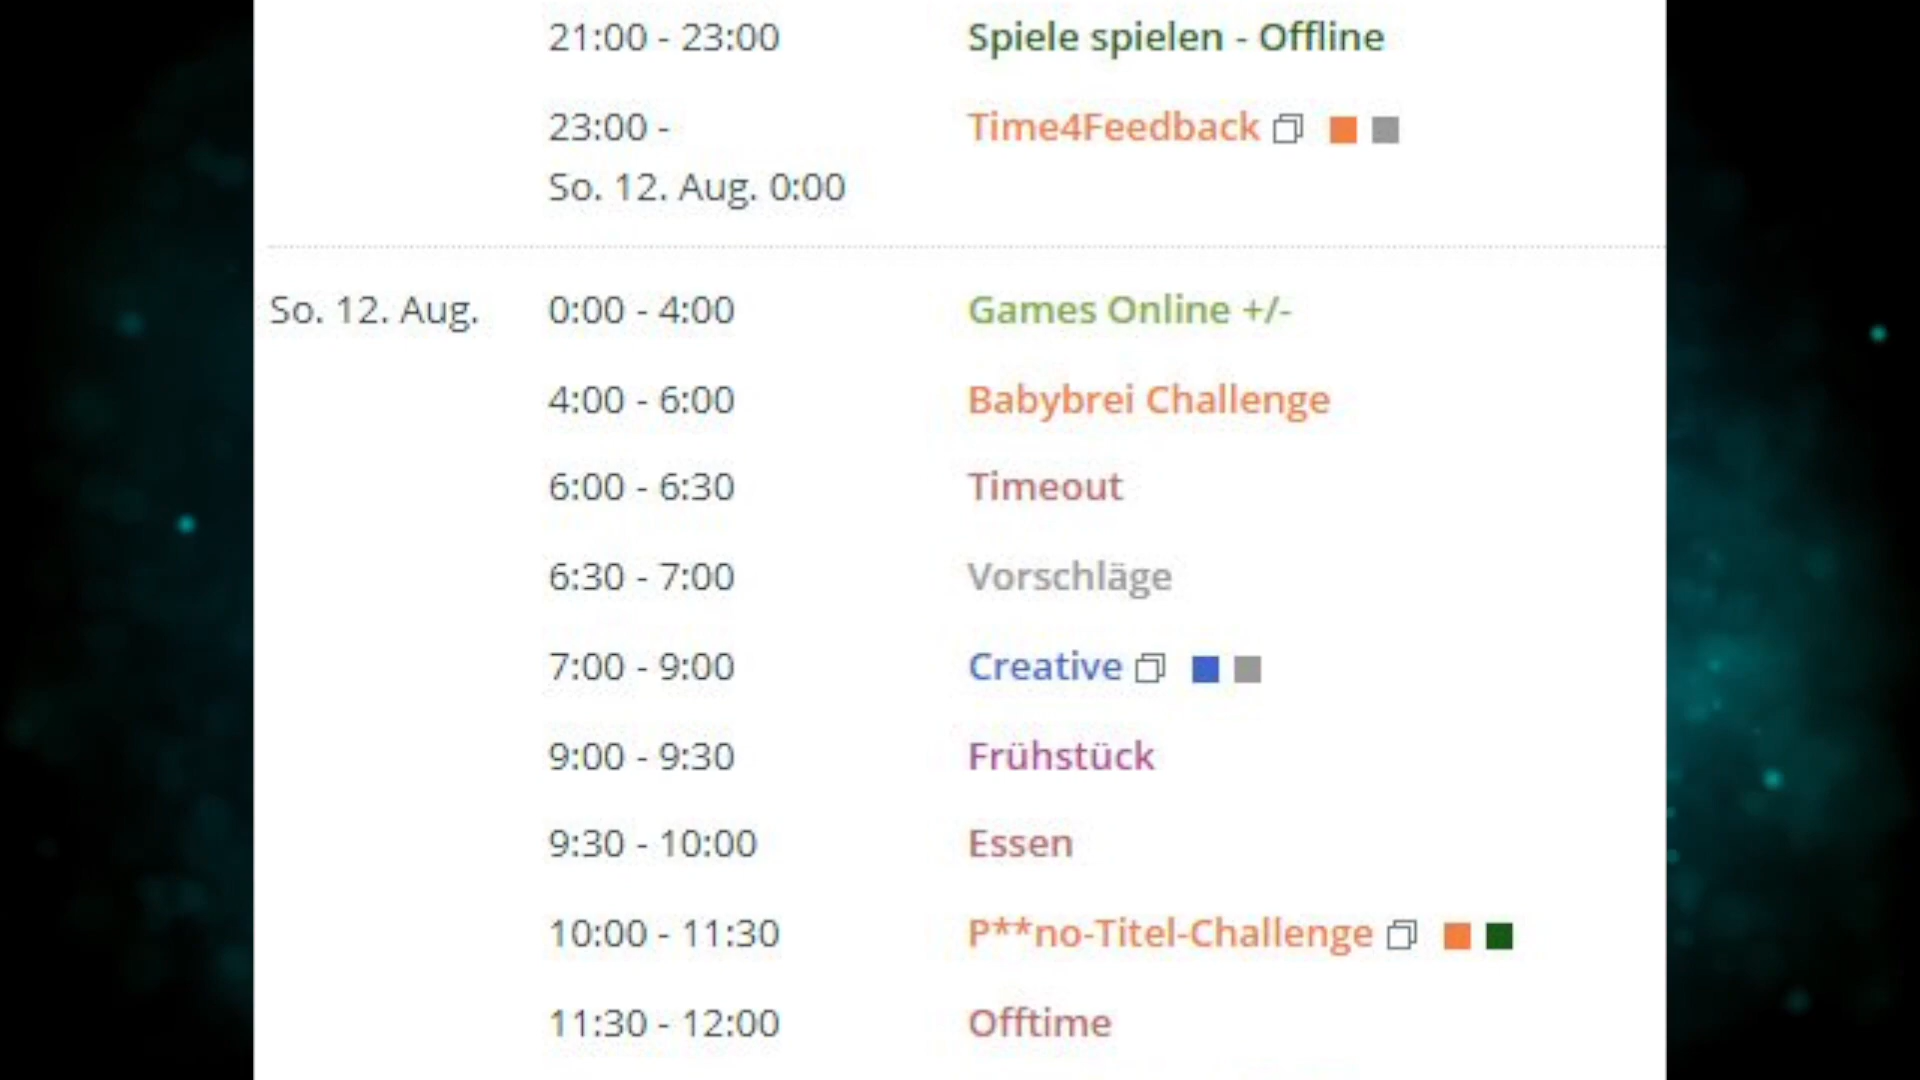 21:00 - 23:00 Spiele spielen - Offline
23:00 - Time4Feedback
So. 12. Aug. 0:00
So. 12. Aug. 0:00 - 4:00 Games Online +/-
4:00 - 6:00 Babybrei Challenge
6:00 - 6:30 Timeout
6:30 - 7:00 Vorschläge
7:00 - 9:00 Creative
9:00 - 9:30 Frühstück
9:30 - 10:00 Essen
10:00 - 11:30 P**no-Titel-Challenge
11:30 - 12:00 Offtime